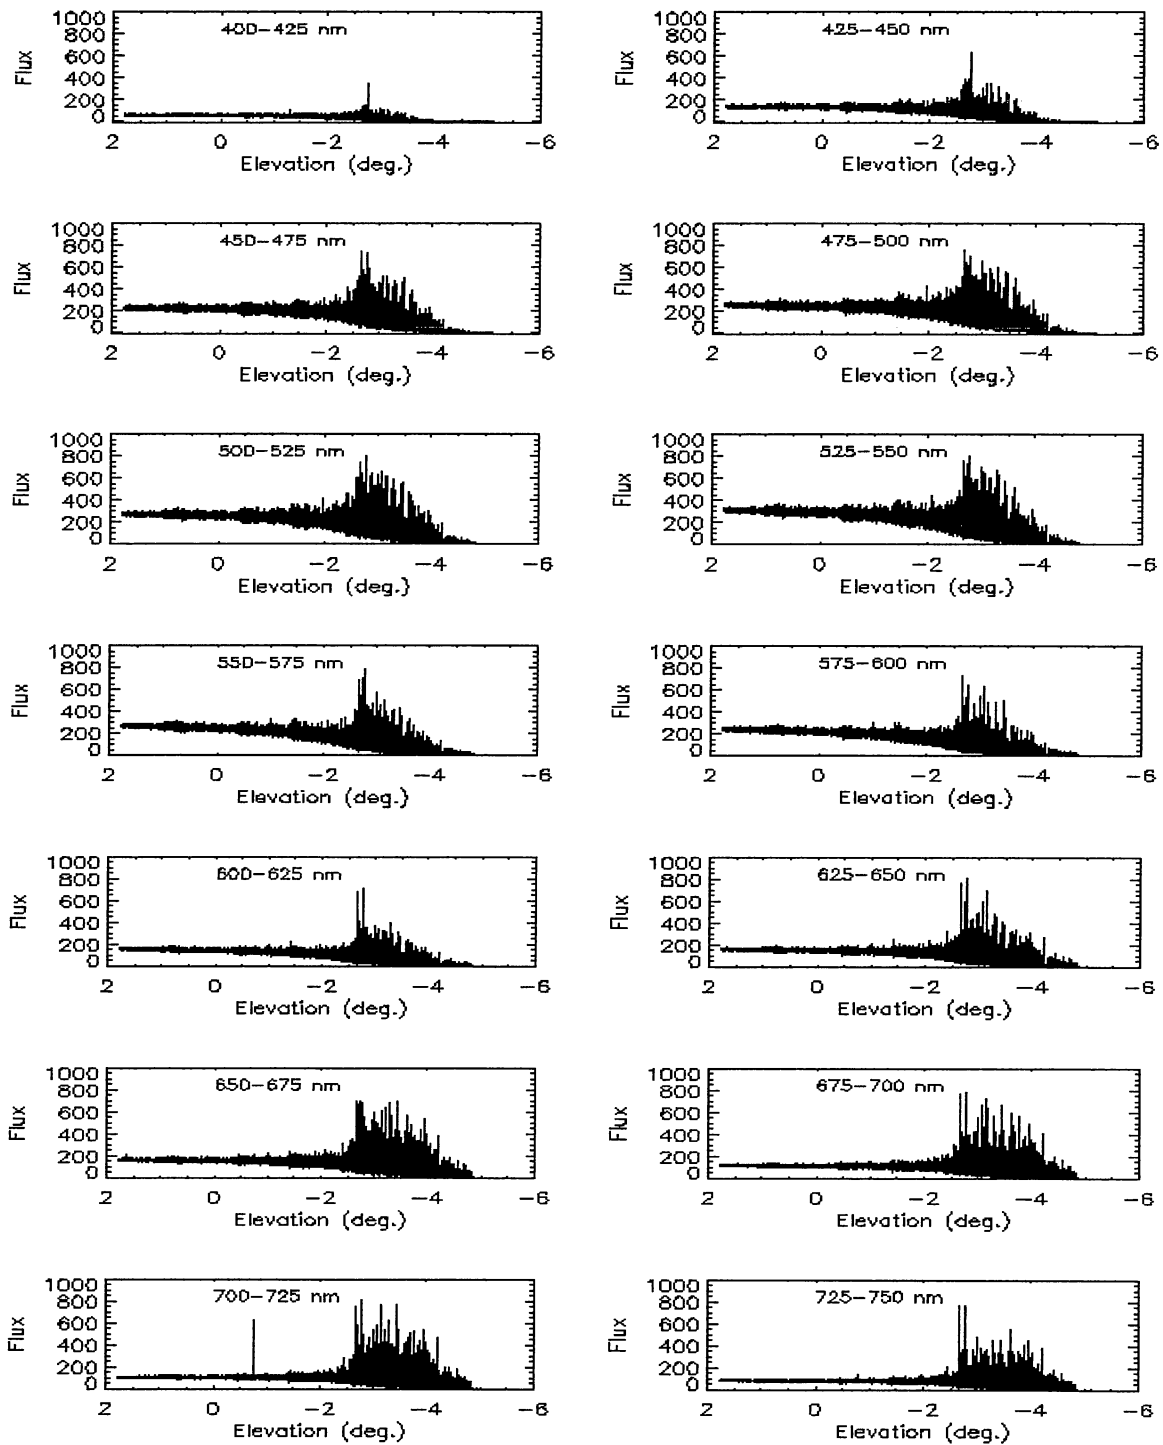 1000
800
600
400
200
0
Flux
400-425 nm
2 0 -2 -4 -6
Elevation (deg.)
1000
800
600
400
200
0
Flux
425-450 nm
2 0 -2 -4 -6
Elevation (deg.)
1000
800
600
400
200
0
Flux
450-475 nm
2 0 -2 -4 -6
Elevation (deg.)
1000
800
600
400
200
0
Flux
475-500 nm
2 0 -2 -4 -6
Elevation (deg.)
1000
800
600
400
200
0
Flux
500-525 nm
2 0 -2 -4 -6
Elevation (deg.)
1000
800
600
400
200
0
Flux
525-550 nm
2 0 -2 -4 -6
Elevation (deg.)
1000
800
600
400
200
0
Flux
550-575 nm
2 0 -2 -4 -6
Elevation (deg.)
1000
800
600
400
200
0
Flux
575-600 nm
2 0 -2 -4 -6
Elevation (deg.)
1000
800
600
400
200
0
Flux
600-625 nm
2 0 -2 -4 -6
Elevation (deg.)
1000
800
600
400
200
0
Flux
625-650 nm
2 0 -2 -4 -6
Elevation (deg.)
1000
800
600
400
200
0
Flux
650-675 nm
2 0 -2 -4 -6
Elevation (deg.)
1000
800
600
400
200
0
Flux
675-700 nm
2 0 -2 -4 -6
Elevation (deg.)
1000
800
600
400
200
0
Flux
700-725 nm
2 0 -2 -4 -6
Elevation (deg.)
1000
800
600
400
200
0
Flux
725-750 nm
2 0 -2 -4 -6
Elevation (deg.)